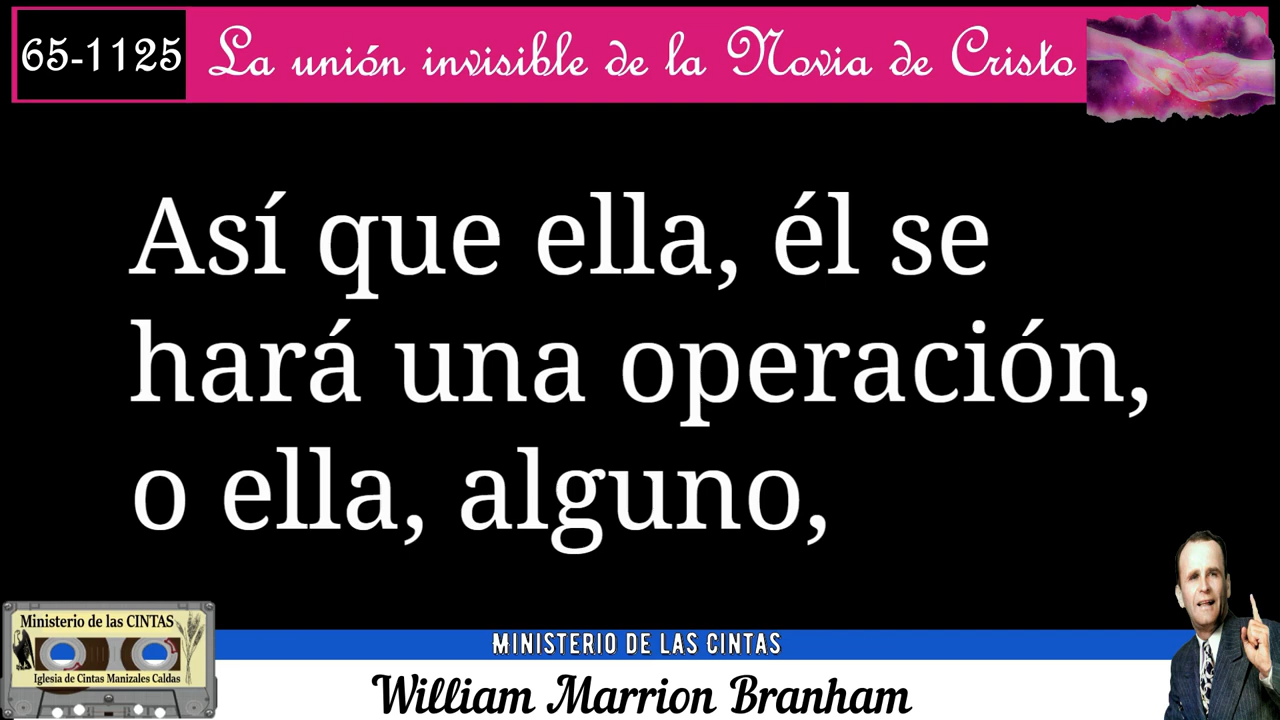 65-1125 La unión invisible de la Novia de Cristo
Así que ella, él se
hará una operación,
o ella, alguno,
Ministerio de las CINTAS
Iglesia de Cintas Manizales Caldas
MINISTERIO DE LAS CINTAS
William Marrion Branham